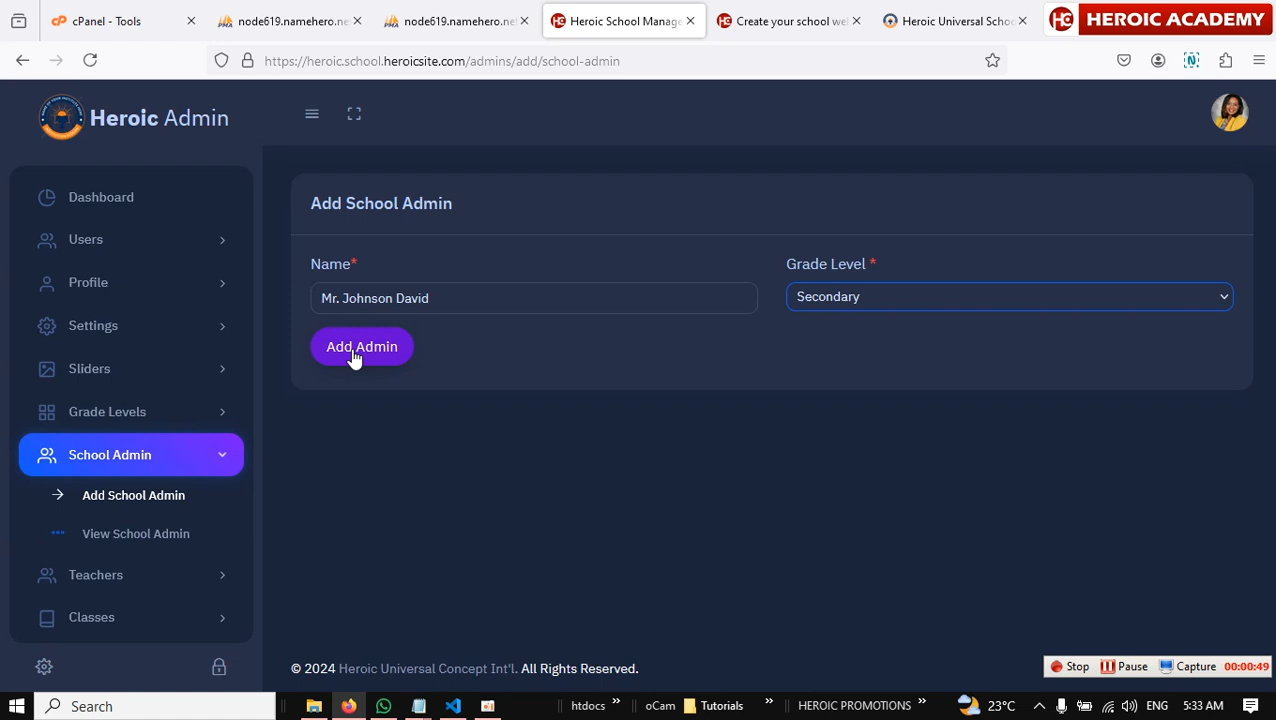 cPanel - Tools
node619.namehero.ne
node619.namehero.ne
Heroic School Manage
Create your school we
Heroic Universal Schoo
HEROIC ACADEMY
https://heroic.school.heroicsite.com/admins/add/school-admin
Heroic Admin
Dashboard
Users
Profile
Settings
Sliders
Grade Levels
School Admin
Add School Admin
View School Admin
Teachers
Classes
Add School Admin
Name*
Grade Level *
Mr. Johnson David
Secondary
Add Admin
© 2024 Heroic Universal Concept Int'l. All Rights Reserved.
Stop
Pause
Capture
00:00:49
Search
htdocs
oCam
Tutorials
HEROIC PROMOTIONS
23°C
ENG
5:33 AM